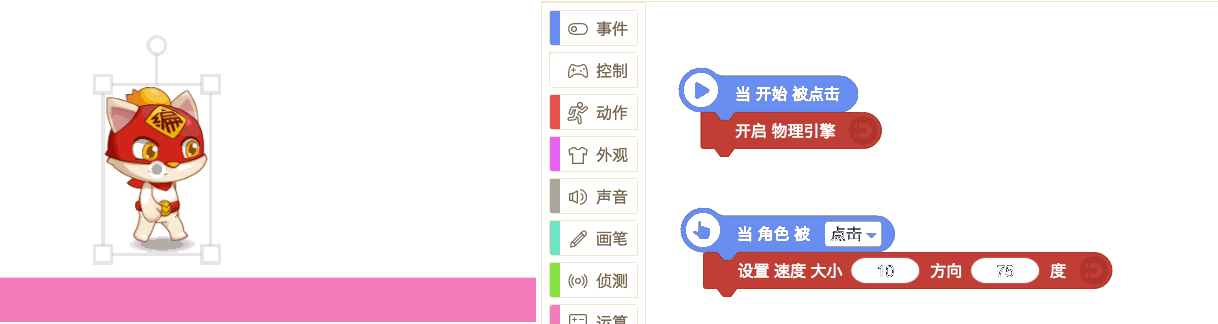 编
事件
控制
动作
外观
声音
画笔
侦测
运算
当 开始 被点击
开启 物理引擎
当 角色 被 点击
设置 速度 大小 10 方向 75 度